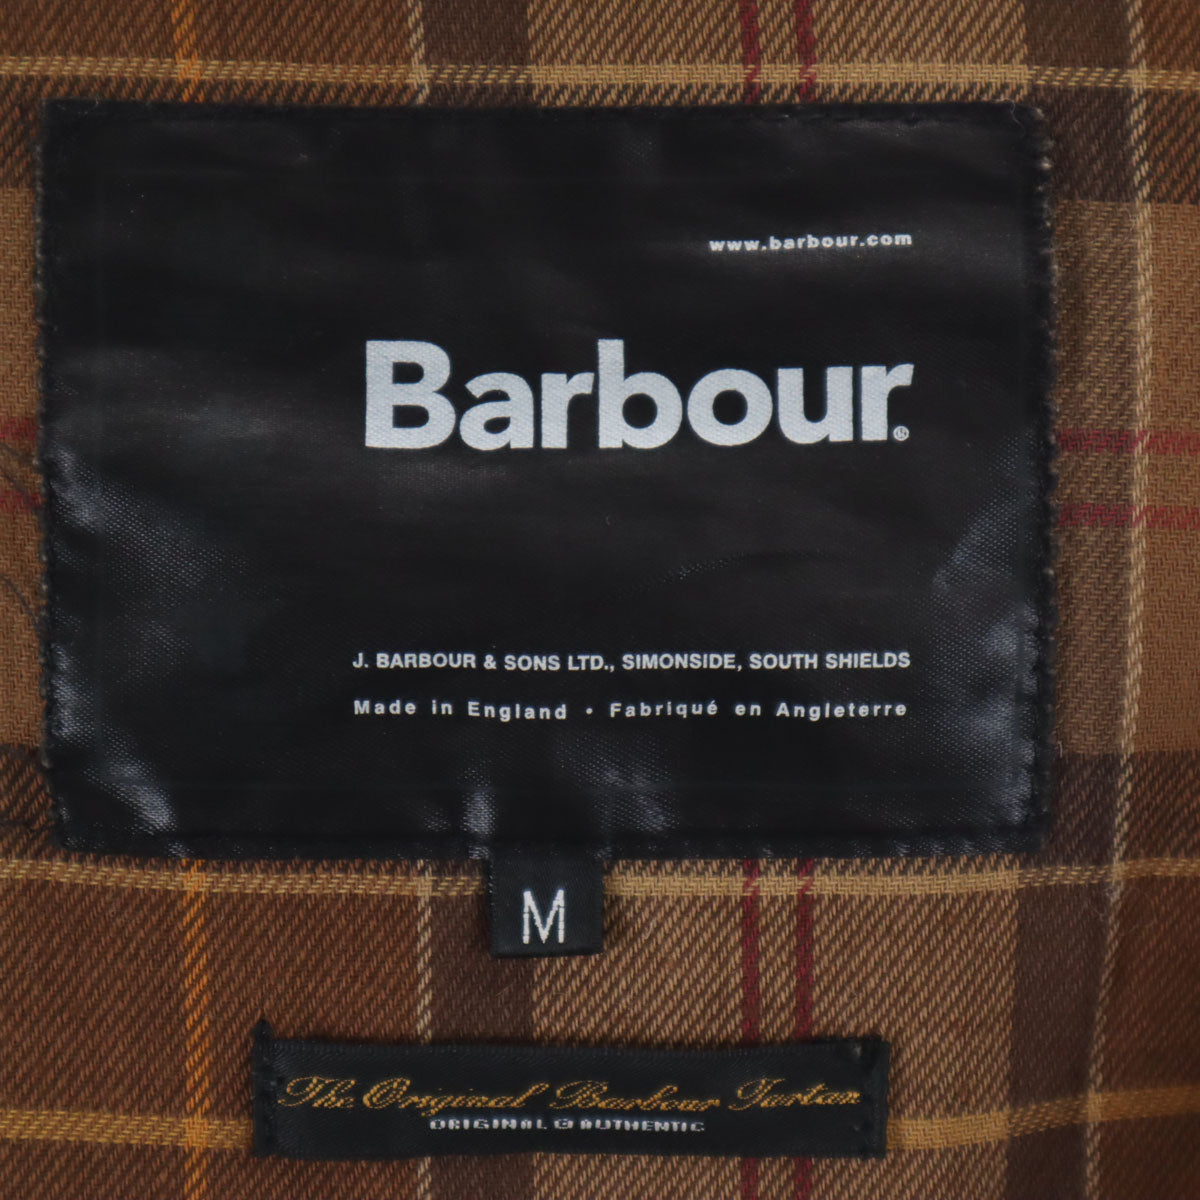 www.barbour.com
Barbour®
J. BARBOUR & SONS LTD., SIMONSIDE, SOUTH SHIELDS
Made in England • Fabriqué en Angleterre
M
The Original Barbour Tartan
ORIGINAL @ AUTHENTIC